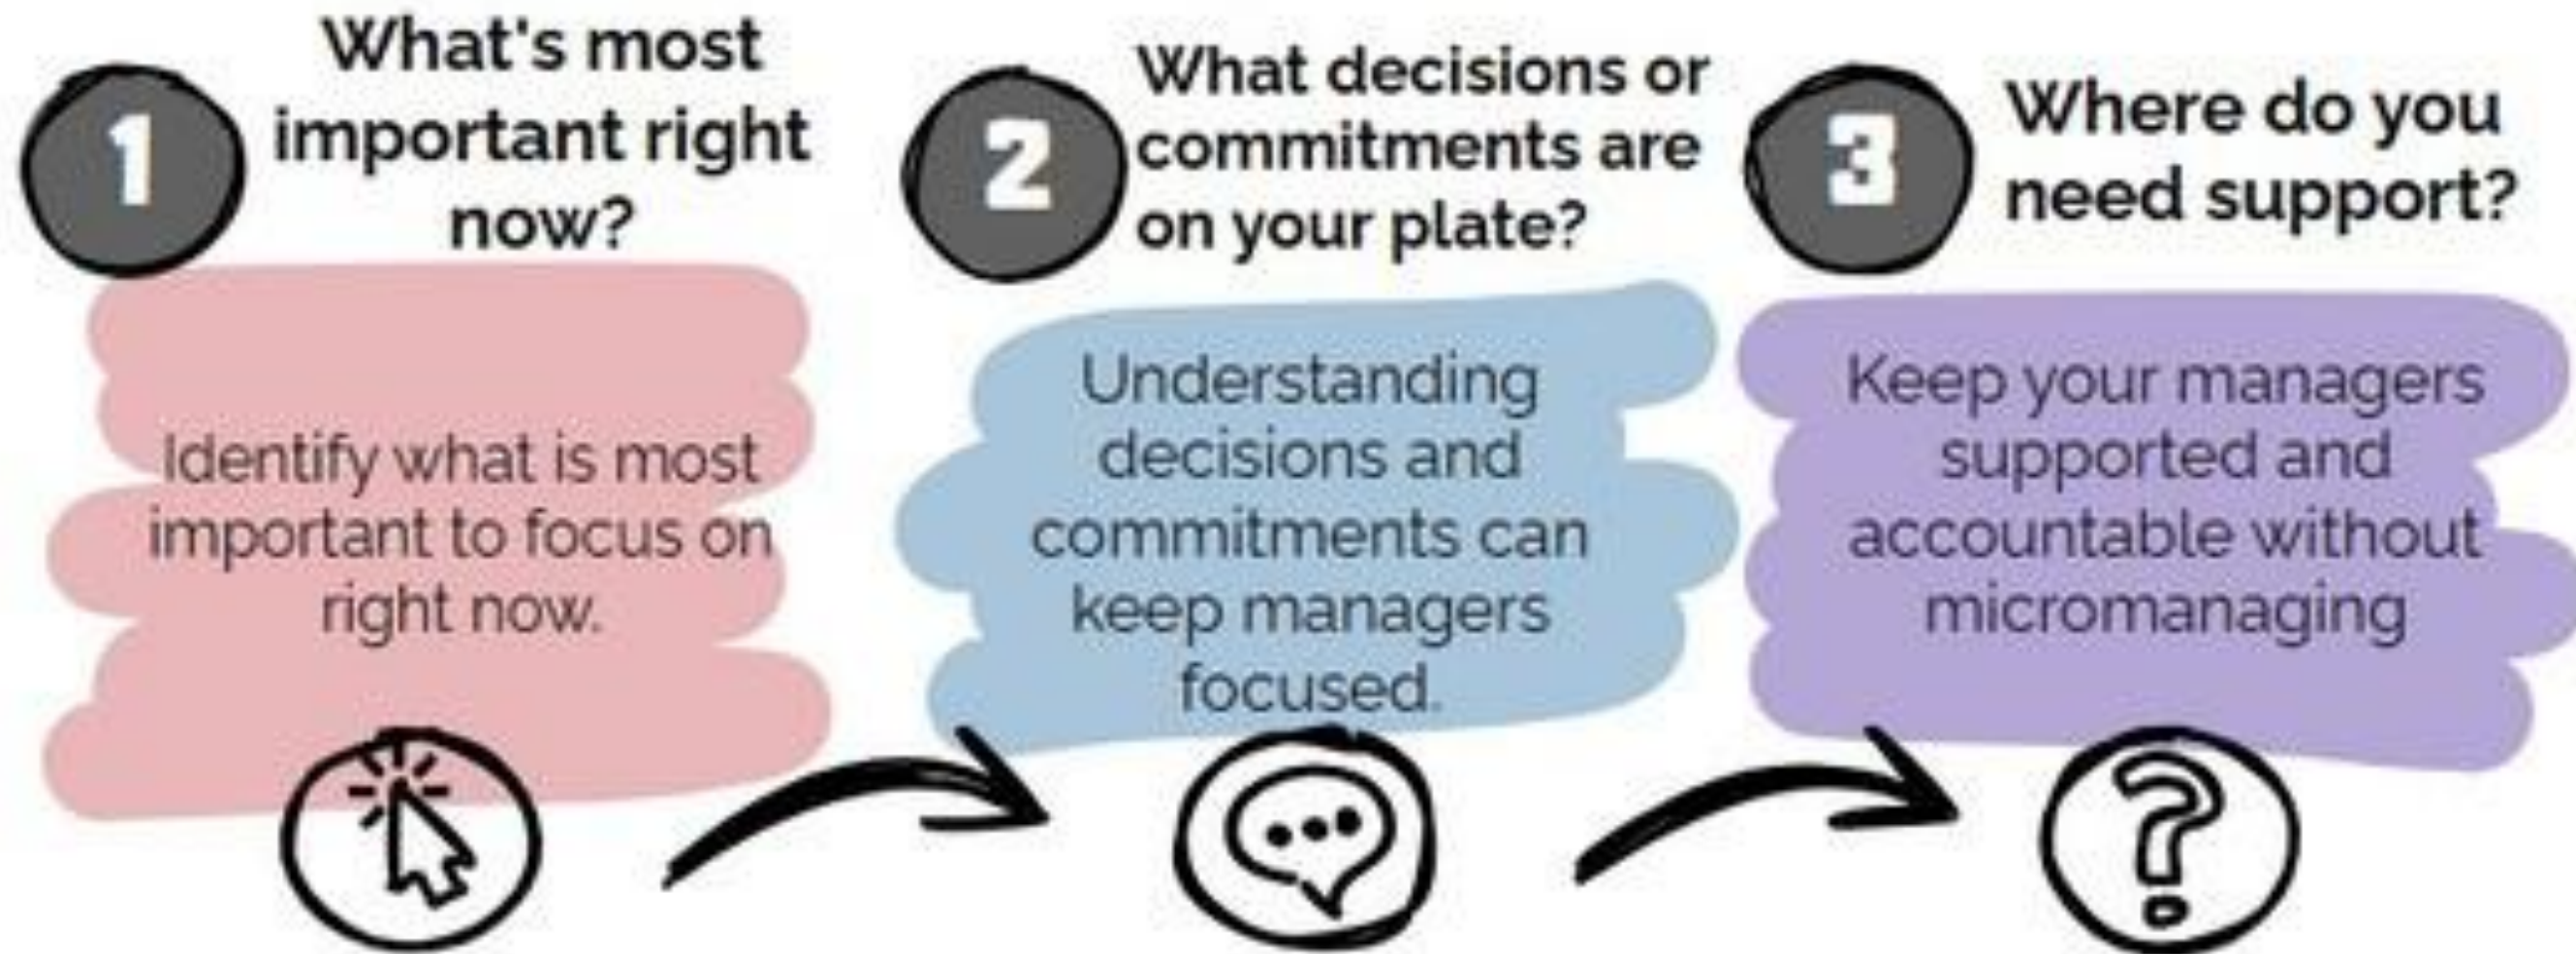 1
What's most
important right
now?
Identify what is most
important to focus on
right now.
2
What decisions or
commitments are
on your plate?
Understanding
decisions and
commitments can
keep managers
focused.
3
Where do you
need support?
Keep your managers
supported and
accountable without
micromanaging